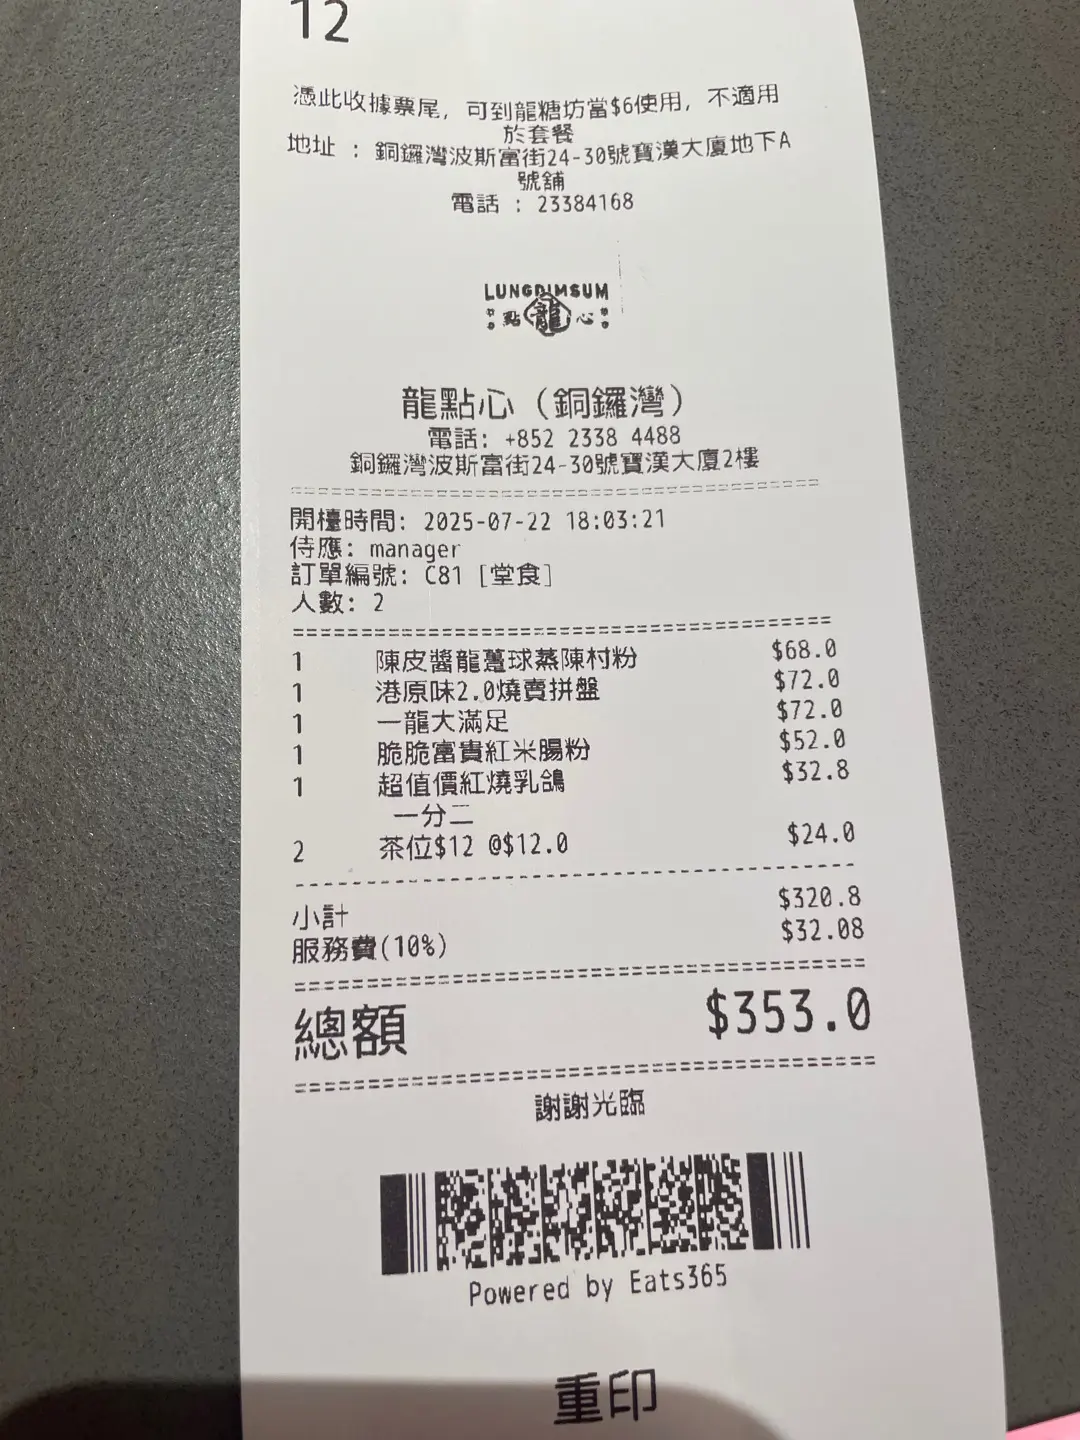 12
憑此收據票尾, 可到龍糖坊當$6使用, 不適用
於套餐
地址 : 銅鑼灣波斯富街24-30號寶漢大廈地下A
號舖
電話 : 23384168
LUNGDIMSUM
點 龍 心
龍點心（銅鑼灣）
電話: +852 2338 4488
銅鑼灣波斯富街24-30號寶漢大廈2樓
開檯時間: 2025-07-22 18:03:21
侍應: manager
訂單編號: C81 [堂食]
人數: 2
1 陳皮醬龍躉球蒸陳村粉 $68.0
1 港原味2.0燒賣拼盤 $72.0
1 一龍大滿足 $72.0
1 脆脆富貴紅米腸粉 $52.0
1 超值價紅燒乳鴿 $32.8
一分二
2 茶位$12 @$12.0 $24.0
小計 $320.8
服務費(10%) $32.08
總額 $353.0
謝謝光臨
Powered by Eats365
重印